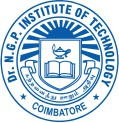 Dr. N.G.P. INSTITUTE OF TECHNOLOGY
COIMBATORE